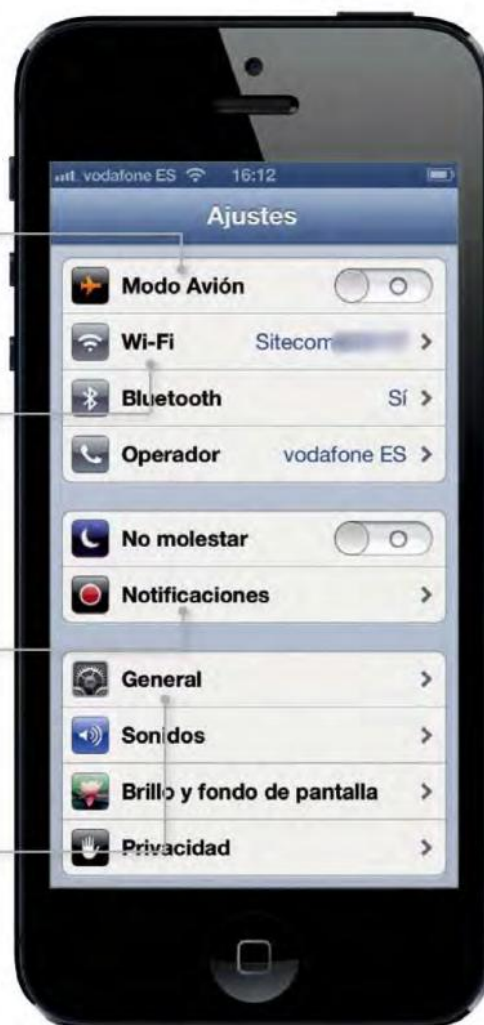 vodafone ES 16:12
Ajustes
Modo Avión
Wi-Fi Sitecom
Bluetooth Sí
Operador vodafone ES
No molestar
Notificaciones
General
Sonidos
Brillo y fondo de pantalla
Privacidad